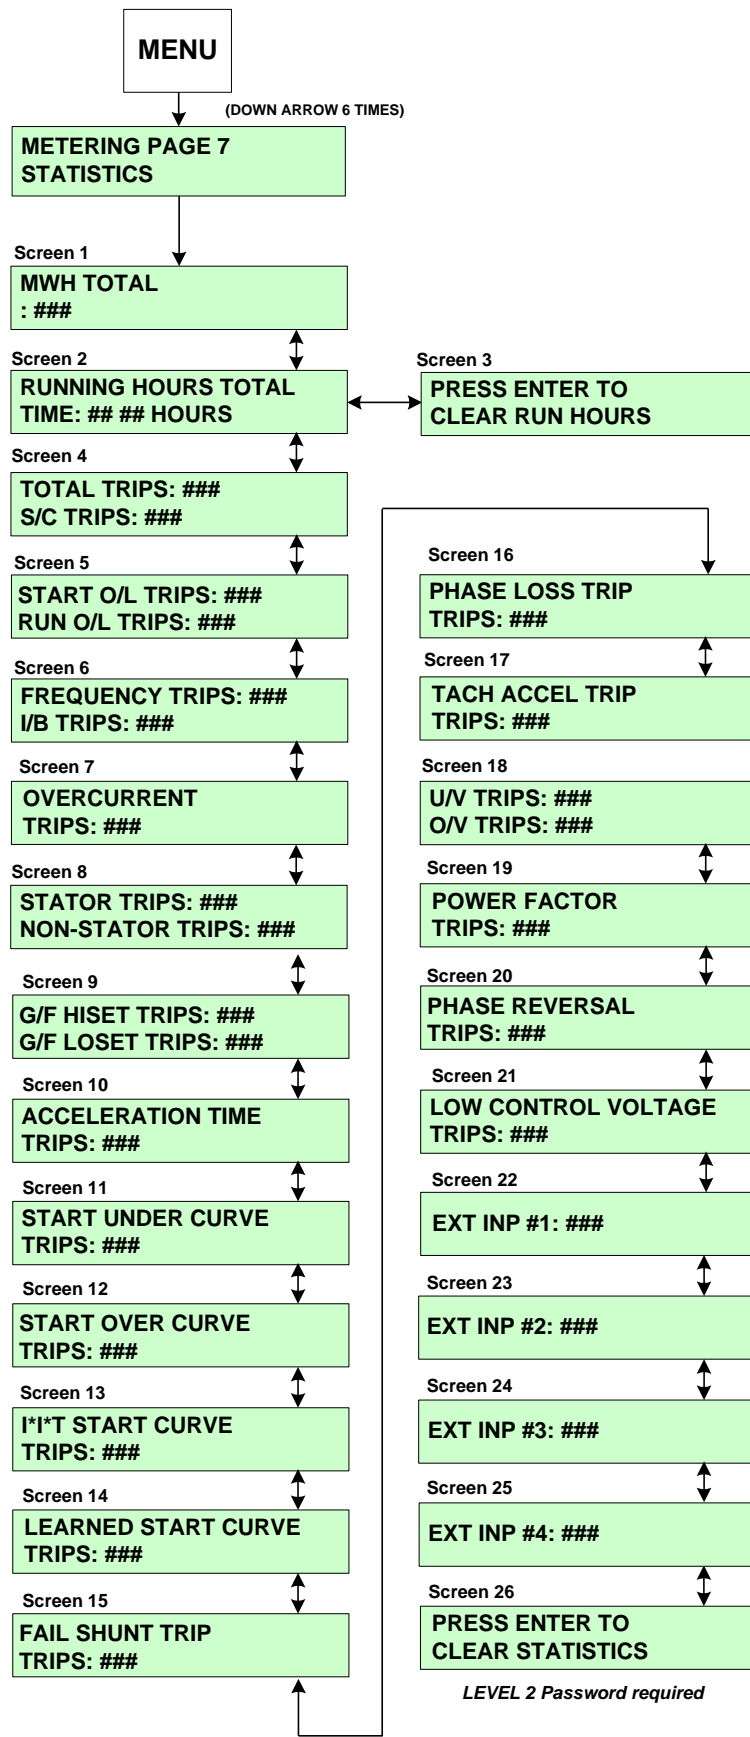 MENU
(DOWN ARROW 6 TIMES)
METERING PAGE 7
STATISTICS
Screen 1
MWH TOTAL
: ###
Screen 2
RUNNING HOURS TOTAL
TIME: ## ## HOURS
Screen 3
PRESS ENTER TO
CLEAR RUN HOURS
Screen 4
TOTAL TRIPS: ###
S/C TRIPS: ###
Screen 5
START O/L TRIPS: ###
RUN O/L TRIPS: ###
Screen 6
FREQUENCY TRIPS: ###
I/B TRIPS: ###
Screen 7
OVERCURRENT
TRIPS: ###
Screen 8
STATOR TRIPS: ###
NON-STATOR TRIPS: ###
Screen 9
G/F HISET TRIPS: ###
G/F LOSET TRIPS: ###
Screen 10
ACCELERATION TIME
TRIPS: ###
Screen 11
START UNDER CURVE
TRIPS: ###
Screen 12
START OVER CURVE
TRIPS: ###
Screen 13
I*I*T START CURVE
TRIPS: ###
Screen 14
LEARNED START CURVE
TRIPS: ###
Screen 15
FAIL SHUNT TRIP
TRIPS: ###
Screen 16
PHASE LOSS TRIP
TRIPS: ###
Screen 17
TACH ACCEL TRIP
TRIPS: ###
Screen 18
U/V TRIPS: ###
O/V TRIPS: ###
Screen 19
POWER FACTOR
TRIPS: ###
Screen 20
PHASE REVERSAL
TRIPS: ###
Screen 21
LOW CONTROL VOLTAGE
TRIPS: ###
Screen 22
EXT INP #1: ###
Screen 23
EXT INP #2: ###
Screen 24
EXT INP #3: ###
Screen 25
EXT INP #4: ###
Screen 26
PRESS ENTER TO
CLEAR STATISTICS
LEVEL 2 Password required